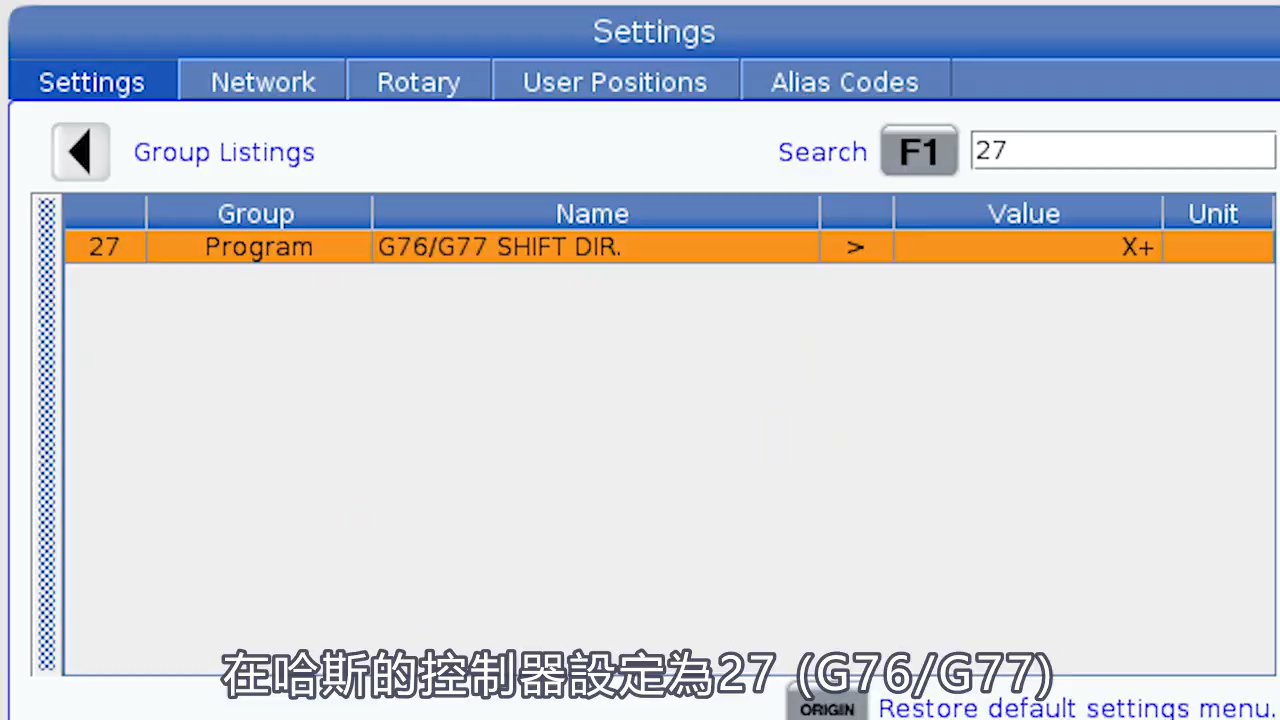 Settings
Settings Network Rotary User Positions Alias Codes
Group Listings Search F1 27
Group Name Value Unit
27 Program G76/G77 SHIFT DIR. > X+
在哈斯的控制器設定為27 (G76/G77)
ORIGIN Restore default settings menu.